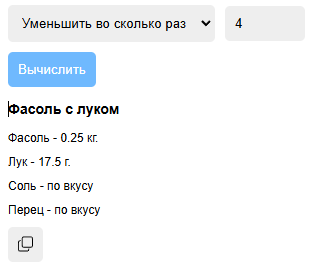 Уменьшить во сколько раз
4
Вычислить
Фасоль с луком
Фасоль - 0.25 кг.
Лук - 17.5 г.
Соль - по вкусу
Перец - по вкусу